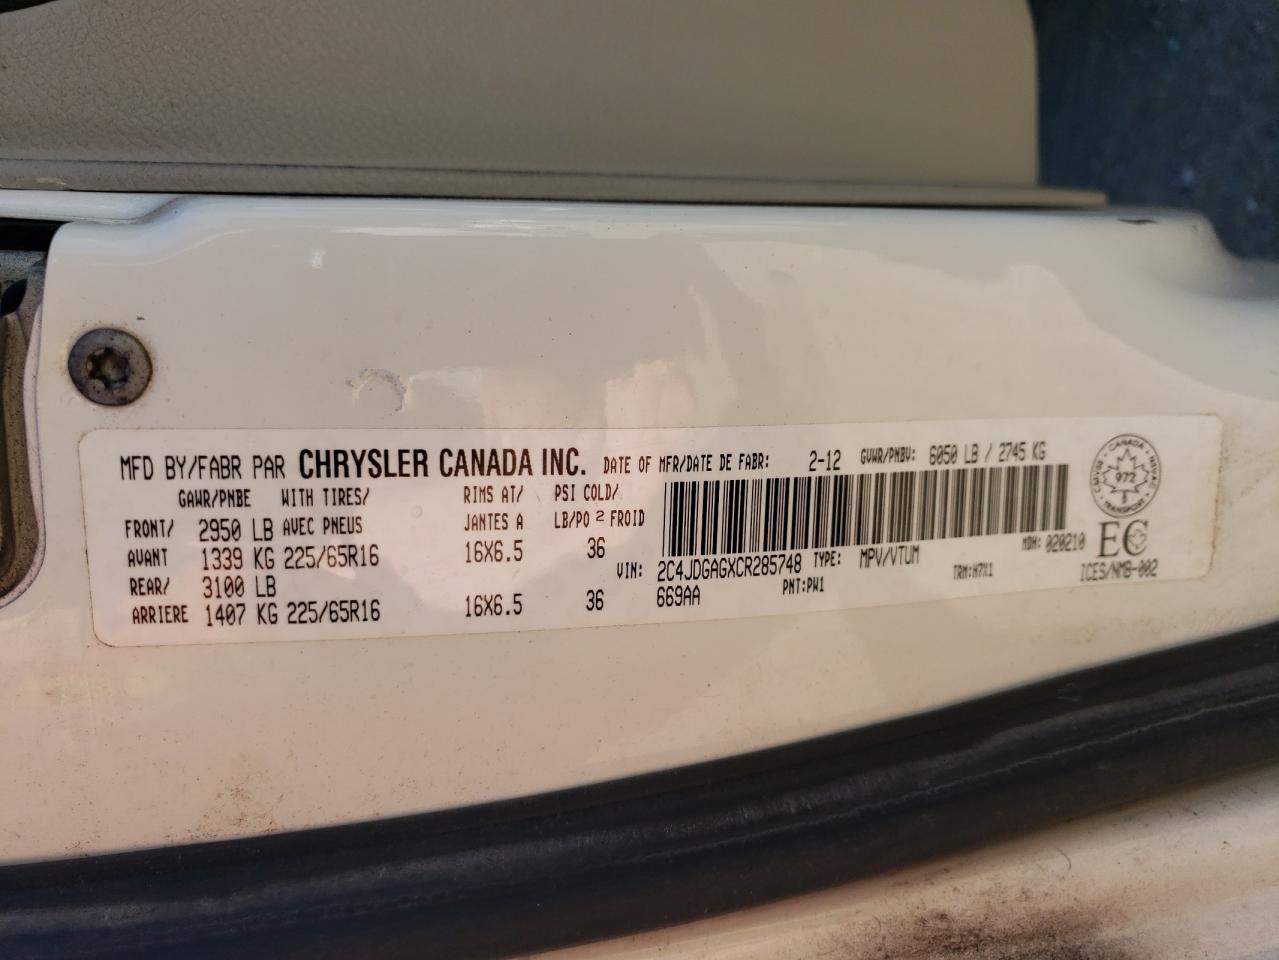 MFD BY/FABR PAR CHRYSLER CANADA INC. DATE OF MFR/DATE DE FABR: 2-12 GVWR/PNBV: 6050 LB / 2745 KG
GAWR/PNBE WITH TIRES/ RIMS AT/ PSI COLD/
FRONT/ 2950 LB AVEC PNEUS JANTES A LB/PO 2 FROID
AVANT 1339 KG 225/65R16 16X6.5 36
REAR/ 3100 LB
ARRIERE 1407 KG 225/65R16 16X6.5 36
VIN: 2C4JDGAGXCR285748 TYPE: MPV/VTUM MDH: 020210
669AA PNT:PW1 TRM:H7X1
CANADA
972
TRANSPORT
EC
ICES/NMB-002